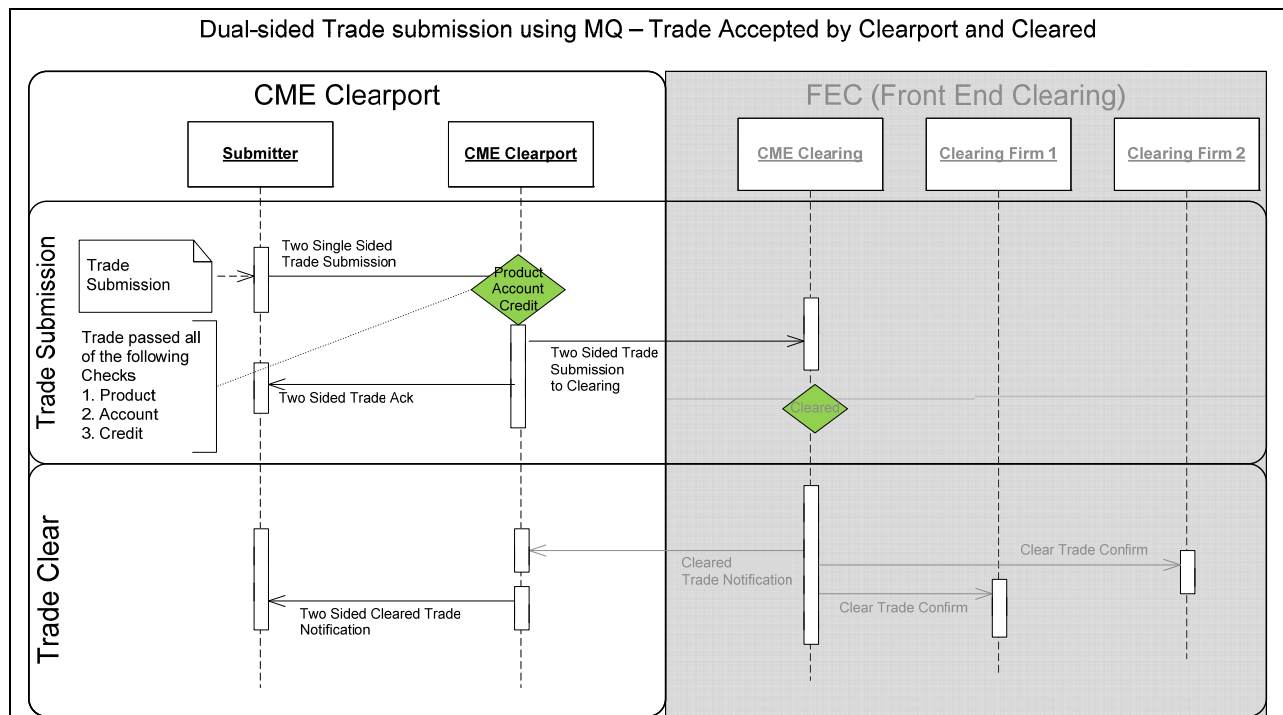 Dual-sided Trade submission using MQ – Trade Accepted by Clearport and Cleared
CME Clearport
FEC (Front End Clearing)
Submitter
CME Clearport
CME Clearing
Clearing Firm 1
Clearing Firm 2
Trade Submission
Trade
Submission
Two Single Sided
Trade Submission
Product
Account
Credit
Trade passed all
of the following
Checks
1. Product
2. Account
3. Credit
Two Sided Trade
Submission
to Clearing
Two Sided Trade Ack
Cleared
Trade Clear
Cleared
Trade Notification
Clear Trade Confirm
Clear Trade Confirm
Two Sided Cleared Trade
Notification